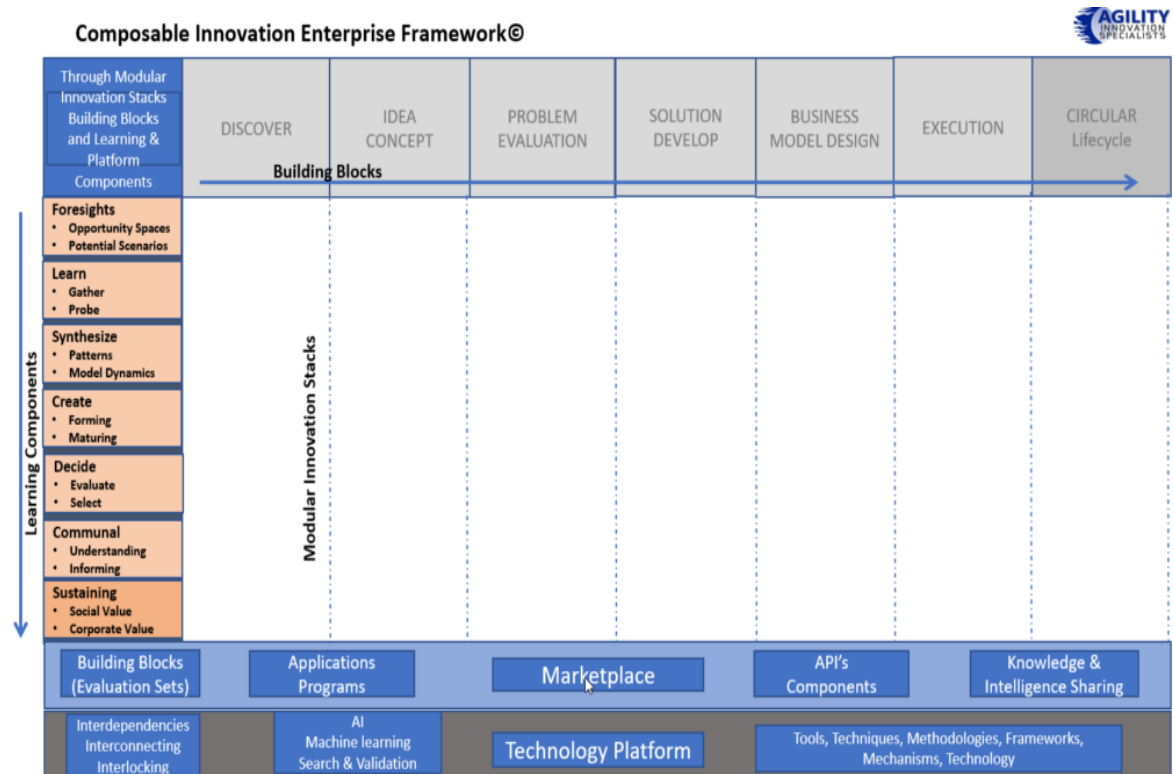 Composable Innovation Enterprise Framework©
AGILITY
INNOVATION
SPECIALISTS
Through Modular
Innovation Stacks
Building Blocks
and Learning &
Platform
Components
DISCOVER
IDEA
CONCEPT
PROBLEM
EVALUATION
SOLUTION
DEVELOP
BUSINESS
MODEL DESIGN
EXECUTION
CIRCULAR
Lifecycle
Building Blocks
Learning Components
Foresights
• Opportunity Spaces
• Potential Scenarios
Learn
• Gather
• Probe
Synthesize
• Patterns
• Model Dynamics
Create
• Forming
• Maturing
Decide
• Evaluate
• Select
Communal
• Understanding
• Informing
Sustaining
• Social Value
• Corporate Value
Modular Innovation Stacks
Building Blocks
(Evaluation Sets)
Applications
Programs
Marketplace
API's
Components
Knowledge &
Intelligence Sharing
Interdependencies
Interconnecting
Interlocking
AI
Machine learning
Search & Validation
Technology Platform
Tools, Techniques, Methodologies, Frameworks,
Mechanisms, Technology